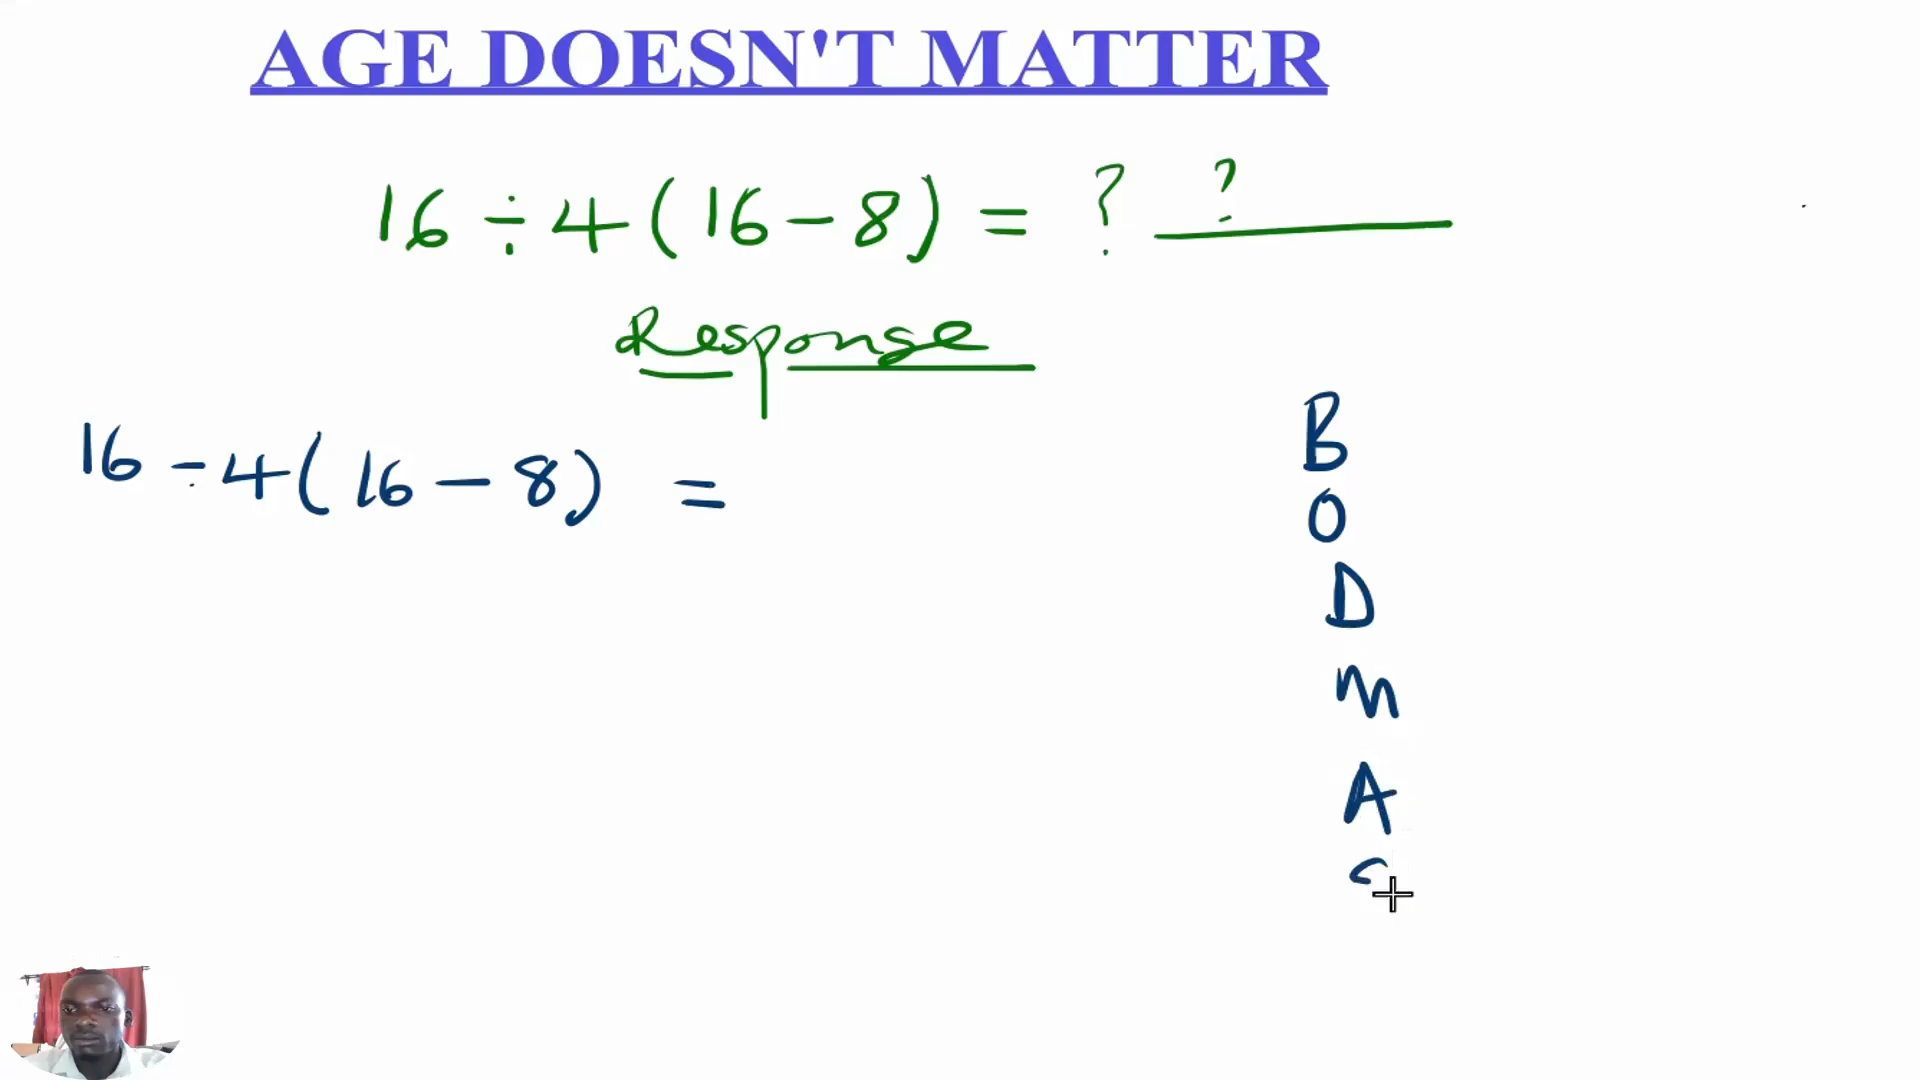 AGE DOESN'T MATTER
16 ÷ 4 ( 16 - 8 ) = ? ?
Response
16 ÷ 4 ( 16 - 8 ) =
B
O
D
M
A